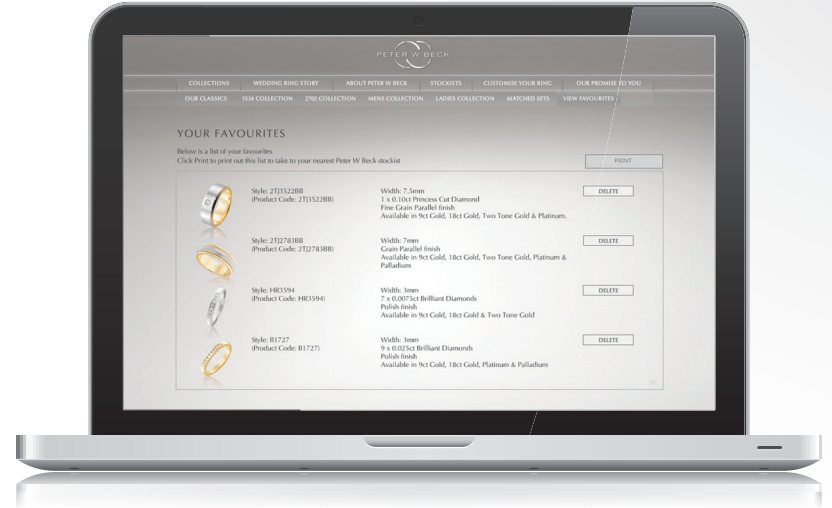 PETER W BECK
COLLECTIONS WEDDING RING STORY ABOUT PETER W BECK STOCKISTS CUSTOMISE YOUR RING OUR PROMISE TO YOU
OUR CLASSICS 1534 COLLECTION 2702 COLLECTION MENS COLLECTION LADIES COLLECTION MATCHED SETS VIEW FAVOURITES
YOUR FAVOURITES
Below is a list of your favourites
Click Print to print out this list to take to your nearest Peter W Beck stockist
PRINT
Style: 2TJ3522BB
(Product Code: 2TJ3522BB)
Width: 7.5mm
1 x 0.10ct Princess Cut Diamond
Fine Grain Parallel finish
Available in 9ct Gold, 18ct Gold, Two Tone Gold & Platinum.
DELETE
Style: 2TJ2783BB
(Product Code: 2TJ2783BB)
Width: 7mm
Grain Parallel finish
Available in 9ct Gold, 18ct Gold, Two Tone Gold, Platinum &
Palladium
DELETE
Style: HR3594
(Product Code: HR3594)
Width: 3mm
7 x 0.0075ct Brilliant Diamonds
Polish finish
Available in 9ct Gold, 18ct Gold & Two Tone Gold
DELETE
Style: B1727
(Product Code: B1727)
Width: 3mm
9 x 0.025ct Brilliant Diamonds
Polish finish
Available in 9ct Gold, 18ct Gold, Platinum & Palladium
DELETE